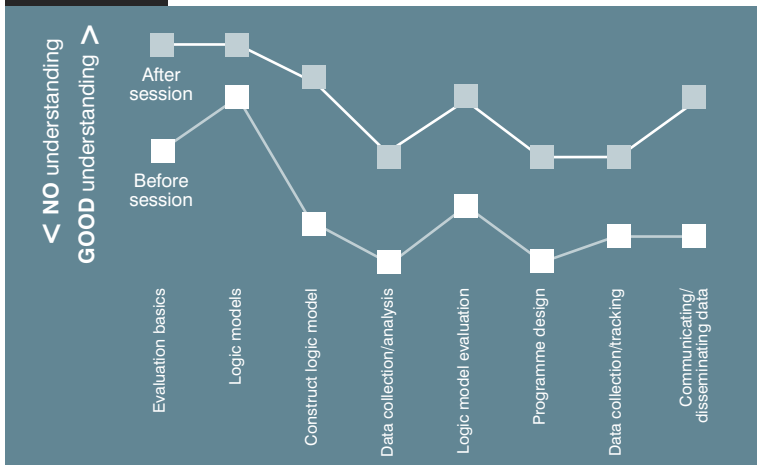 < NO understanding
GOOD understanding >
After
session
Before
session
Evaluation basics
Logic models
Construct logic model
Data collection/analysis
Logic model evaluation
Programme design
Data collection/tracking
Communicating/
disseminating data